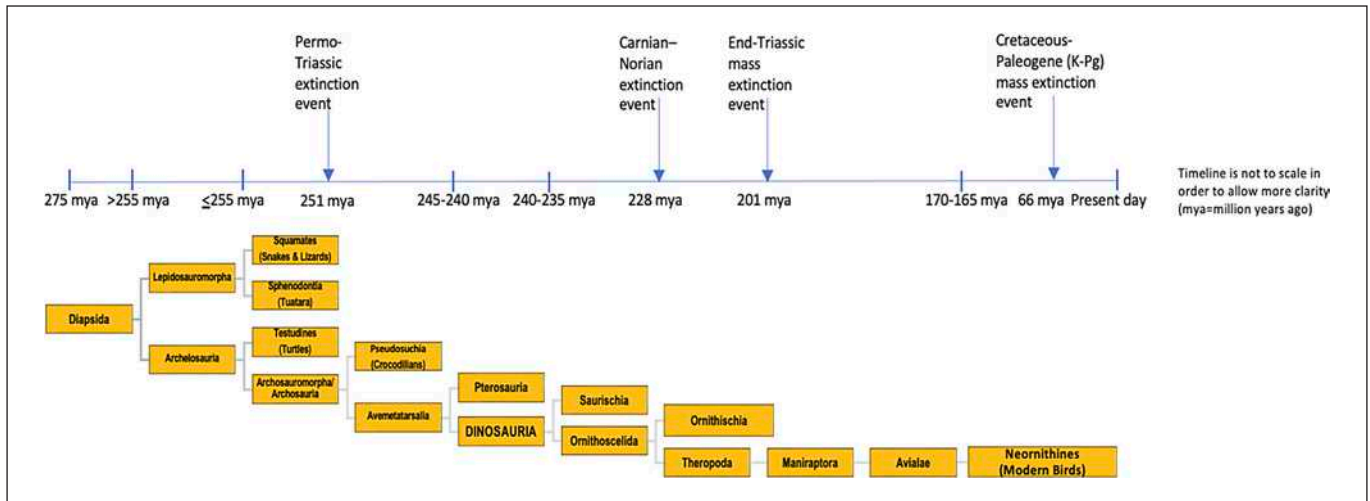 Permo-
Triassic
extinction
event
Carnian–
Norian
extinction
event
End-Triassic
mass
extinction
event
Cretaceous-
Paleogene (K-Pg)
mass extinction
event
275 mya
>255 mya
≤255 mya
251 mya
245-240 mya
240-235 mya
228 mya
201 mya
170-165 mya
66 mya
Present day
Timeline is not to scale in
order to allow more clarity
(mya=million years ago)
Squamates
(Snakes & Lizards)
Lepidosauromorpha
Sphenodontia
(Tuatara)
Diapsida
Testudines
(Turtles)
Archelosauria
Archosauromorpha/
Archosauria
Pseudosuchia
(Crocodilians)
Avemetatarsalia
Pterosauria
DINOSAURIA
Saurischia
Ornithoscelida
Ornithischia
Theropoda
Maniraptora
Avialae
Neornithines
(Modern Birds)